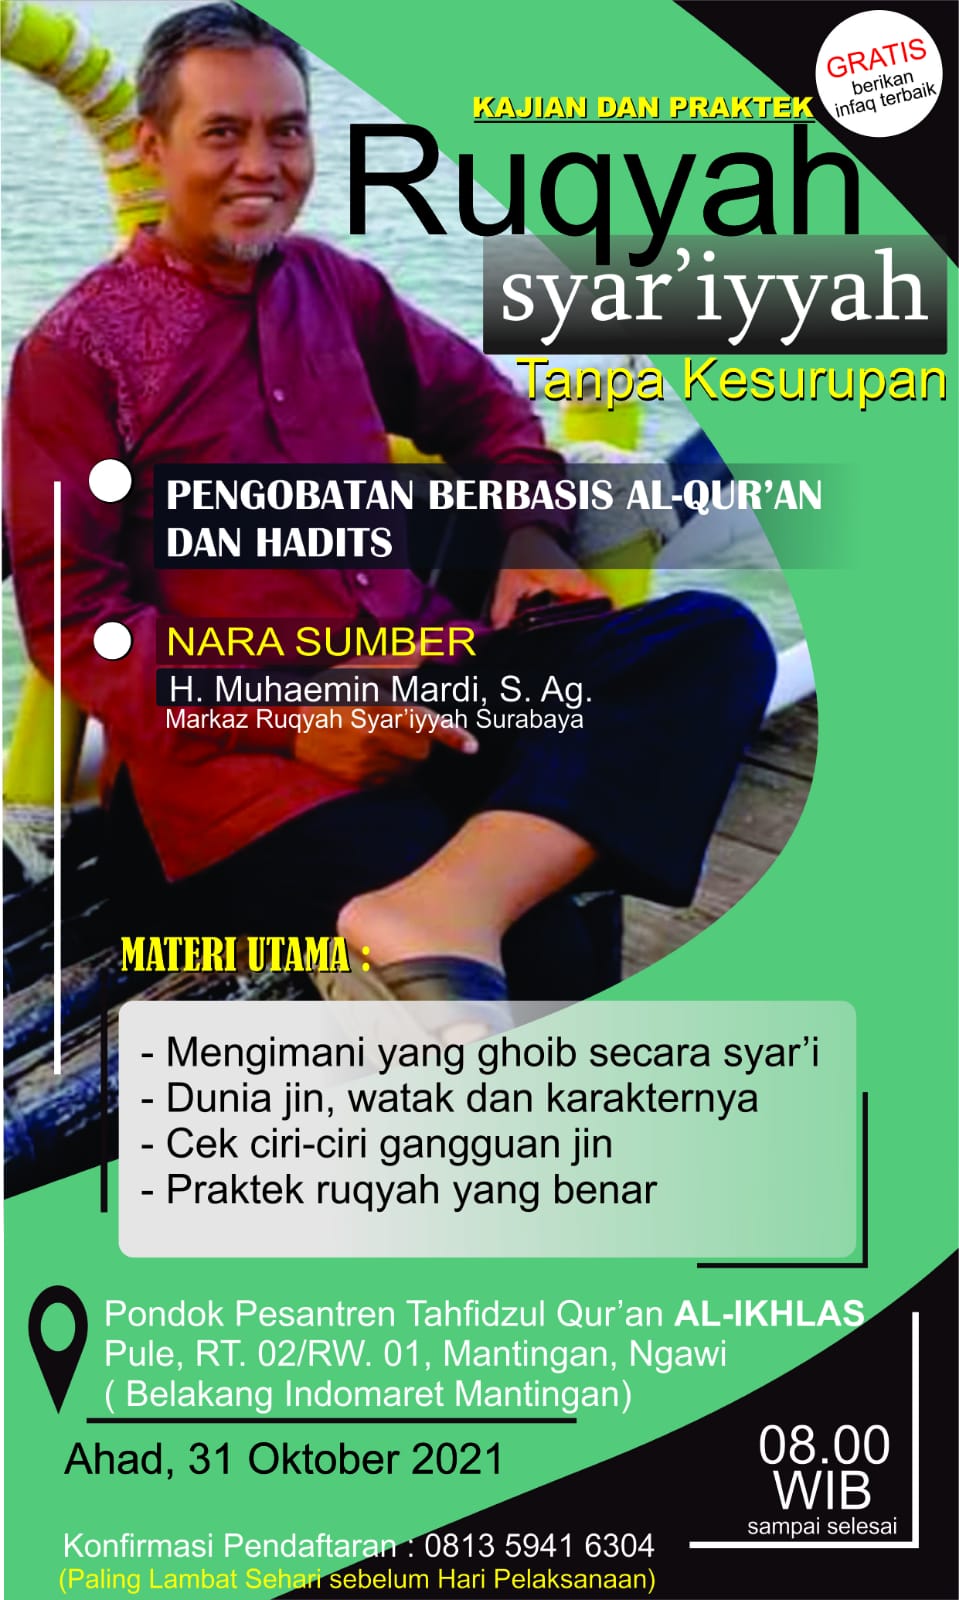 GRATIS
berikan
infaq terbaik
KAJIAN DAN PRAKTEK
Ruqyah
syar'iyyah
Tanpa Kesurupan
PENGOBATAN BERBASIS AL-QUR'AN
DAN HADITS
NARA SUMBER
H. Muhaemin Mardi, S. Ag.
Markaz Ruqyah Syar'iyyah Surabaya
MATERI UTAMA :
- Mengimani yang ghoib secara syar'i
- Dunia jin, watak dan karakternya
- Cek ciri-ciri gangguan jin
- Praktek ruqyah yang benar
Pondok Pesantren Tahfidzul Qur'an AL-IKHLAS
Pule, RT. 02/RW. 01, Mantingan, Ngawi
( Belakang Indomaret Mantingan)
Ahad, 31 Oktober 2021
08.00
WIB
sampai selesai
Konfirmasi Pendaftaran : 0813 5941 6304
(Paling Lambat Sehari sebelum Hari Pelaksanaan)